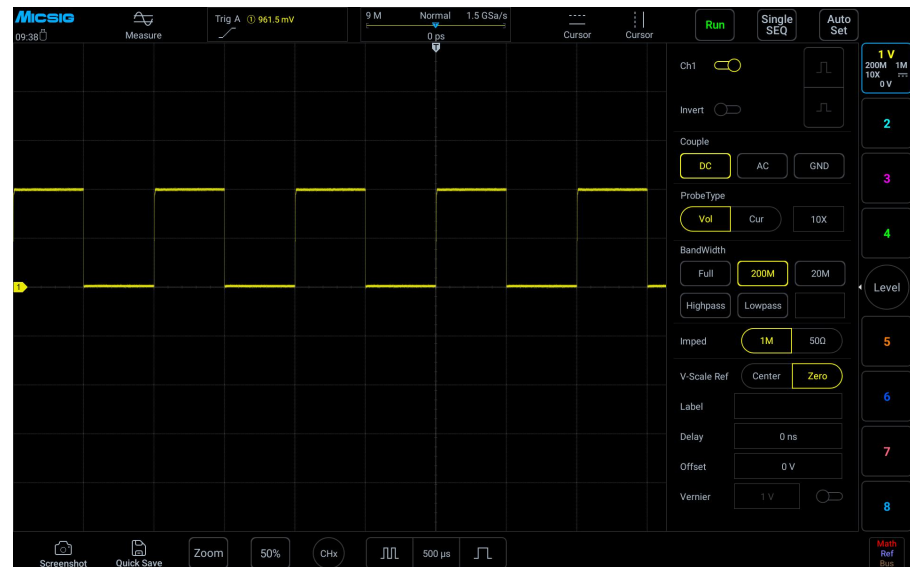 MICSIG
09:38
Measure
Trig A ① 961.5 mV
9 M Normal 1.5 GSa/s
0 ps
T
Cursor
Cursor
Run
Single
SEQ
Auto
Set
Ch1
Invert
Couple
DC AC GND
ProbeType
Vol Cur 10X
BandWidth
Full 200M 20M
Highpass Lowpass
Imped 1M 50Ω
V-Scale Ref Center Zero
Label
Delay 0 ns
Offset 0 V
Vernier 1 V
1 V
200M 1M
10X
0 V
2
3
4
Level
5
6
7
8
1
Screenshot
Quick Save
Zoom
50%
CHx
500 µs
Math
Ref
Bus